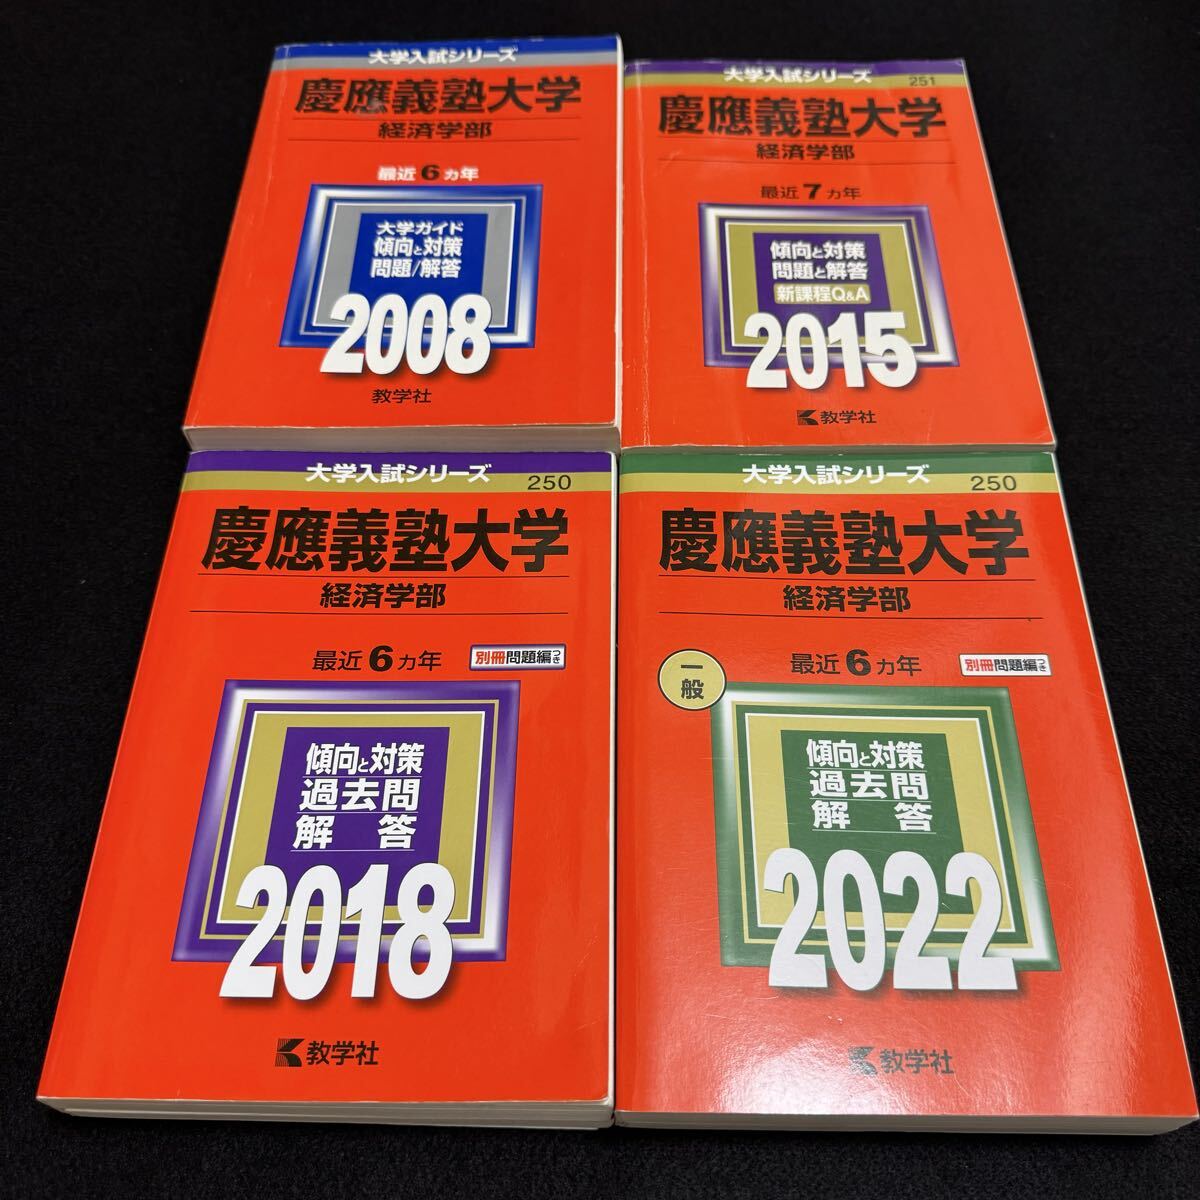 大学入試シリーズ
慶應義塾大学
経済学部
最近6カ年
大学ガイド
傾向と対策
問題/解答
2008
教学社
大学入試シリーズ
251
慶應義塾大学
経済学部
最近7カ年
傾向と対策
問題と解答
新課程Q&A
2015
教学社
大学入試シリーズ
250
慶應義塾大学
経済学部
最近6カ年
別冊問題編つき
傾向と対策
過去問
解答
2018
教学社
大学入試シリーズ
250
慶應義塾大学
経済学部
一般
最近6カ年
別冊問題編つき
傾向と対策
過去問
解答
2022
教学社